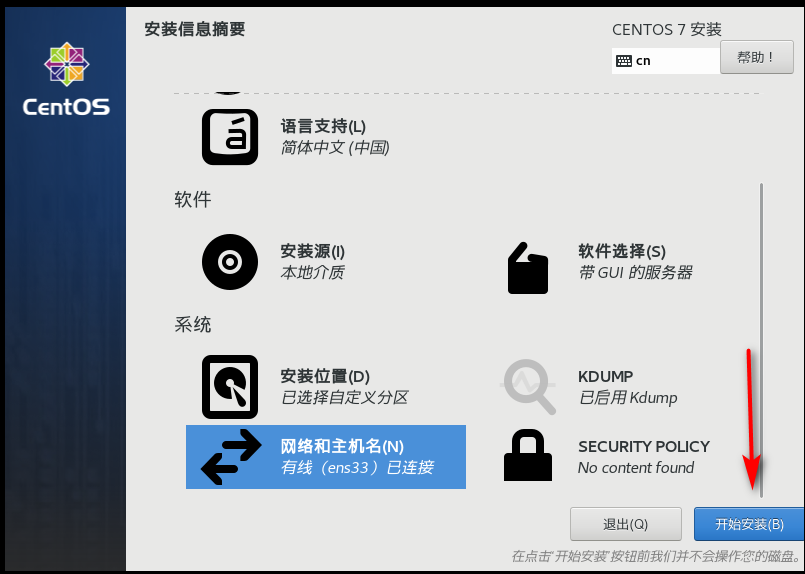 安装信息摘要
CENTOS 7 安装
cn
帮助！
CentOS
语言支持(L)
简体中文 (中国)
软件
安装源(I)
本地介质
软件选择(S)
带 GUI 的服务器
系统
安装位置(D)
已选择自定义分区
KDUMP
已启用 Kdump
网络和主机名(N)
有线（ens33）已连接
SECURITY POLICY
No content found
退出(Q)
开始安装(B)
在点击'开始安装'按钮前我们并不会操作您的磁盘。